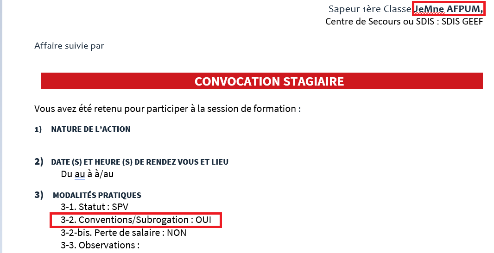 Sapeur 1ère Classe JeMne AFPUM,
Centre de Secours ou SDIS : SDIS GEEF
Affaire suivie par
CONVOCATION STAGIAIRE
Vous avez été retenu pour participer à la session de formation :
1) NATURE DE L'ACTION
2) DATE (S) ET HEURE (S) DE RENDEZ VOUS ET LIEU
Du au à à/au
3) MODALITÉS PRATIQUES
3-1. Statut : SPV
3-2. Conventions/Subrogation : OUI
3-2-bis. Perte de salaire : NON
3-3. Observations :